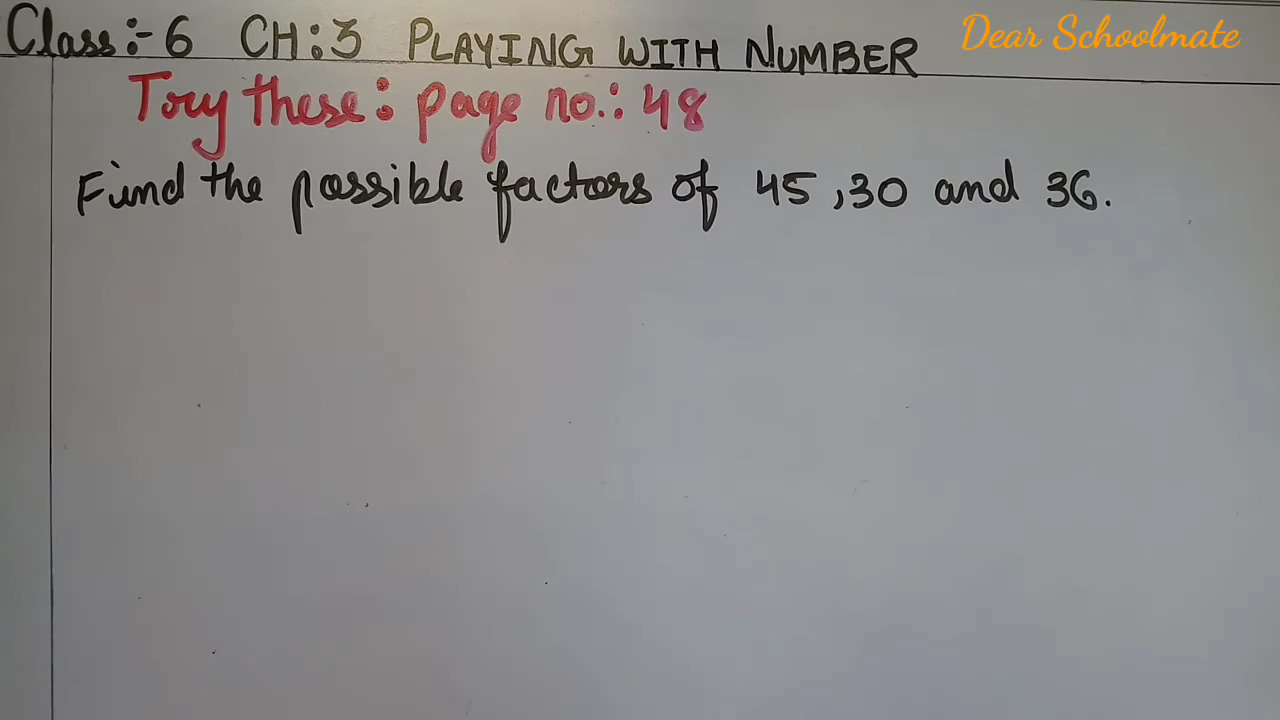 Class:- 6 CH:3 PLAYING WITH NUMBER
Dear Schoolmate
Try these: page no.: 48
Find the possible factors of 45, 30 and 36.